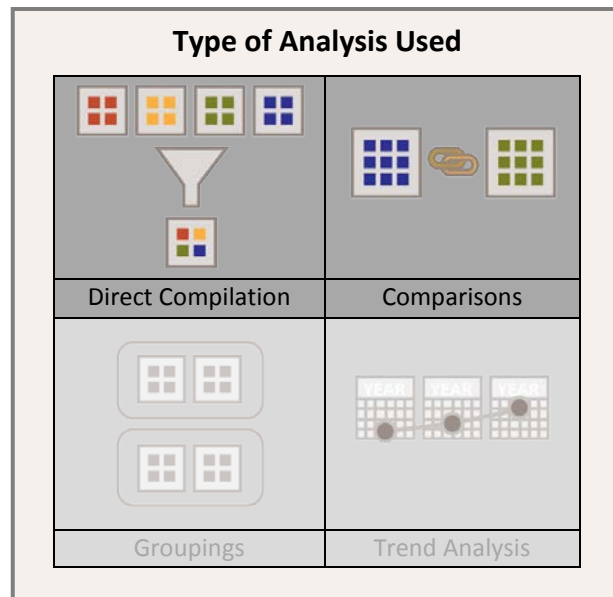 Type of Analysis Used
Direct Compilation
Comparisons
YEAR YEAR YEAR
Groupings
Trend Analysis